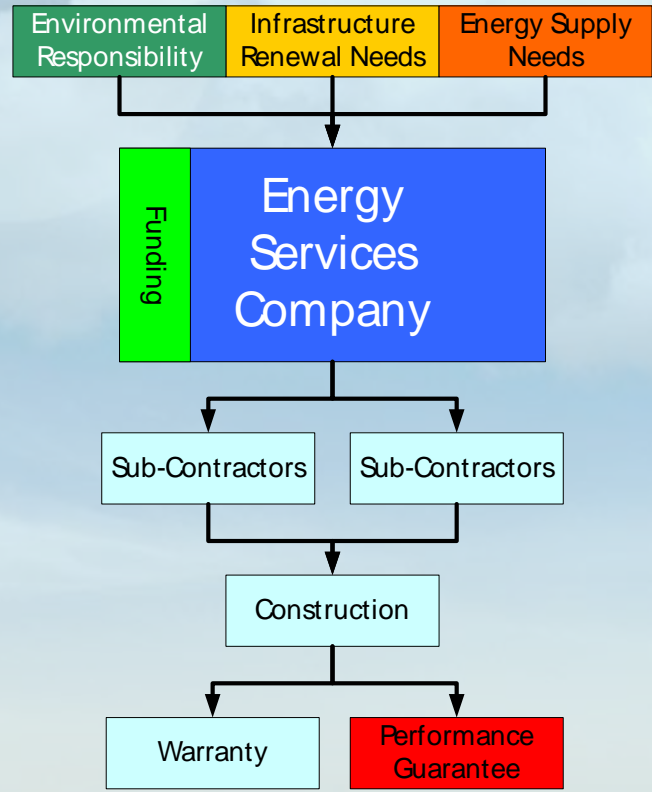 Environmental
Responsibility
Infrastructure
Renewal Needs
Energy Supply
Needs
Funding
Energy
Services
Company
Sub-Contractors
Sub-Contractors
Construction
Warranty
Performance
Guarantee